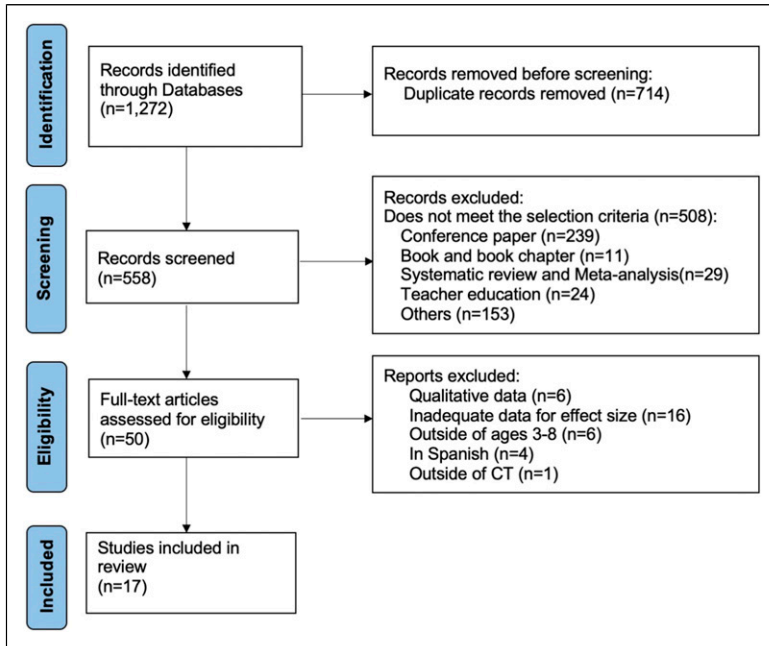 Identification
Records identified
through Databases
(n=1,272)
Records removed before screening:
Duplicate records removed (n=714)
Screening
Records screened
(n=558)
Records excluded:
Does not meet the selection criteria (n=508):
Conference paper (n=239)
Book and book chapter (n=11)
Systematic review and Meta-analysis(n=29)
Teacher education (n=24)
Others (n=153)
Eligibility
Full-text articles
assessed for eligibility
(n=50)
Reports excluded:
Qualitative data (n=6)
Inadequate data for effect size (n=16)
Outside of ages 3-8 (n=6)
In Spanish (n=4)
Outside of CT (n=1)
Included
Studies included in
review
(n=17)